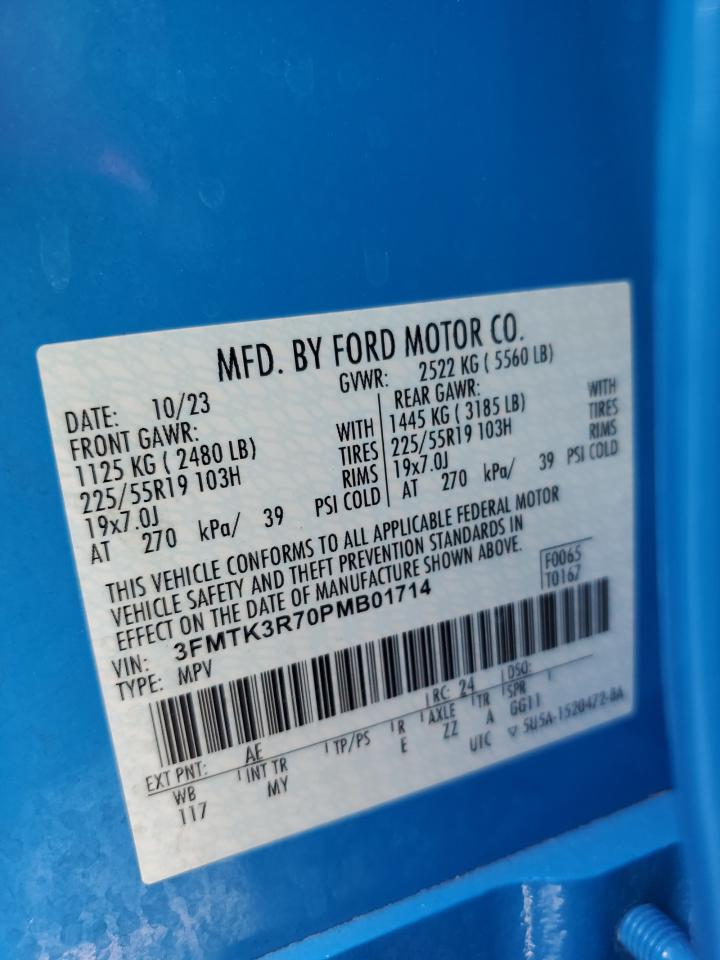 MFD. BY FORD MOTOR CO.
DATE: 10/23 GVWR: 2522 KG ( 5560 LB)
FRONT GAWR:
1125 KG ( 2480 LB) WITH
225/55R19 103H TIRES
19x7.0J RIMS
AT 270 kPa/ 39 PSI COLD
REAR GAWR:
1445 KG ( 3185 LB) WITH
225/55R19 103H TIRES
19x7.0J RIMS
AT 270 kPa/ 39 PSI COLD
THIS VEHICLE CONFORMS TO ALL APPLICABLE FEDERAL MOTOR
VEHICLE SAFETY AND THEFT PREVENTION STANDARDS IN
EFFECT ON THE DATE OF MANUFACTURE SHOWN ABOVE.
VIN: 3FMTK3R70PMB01714
TYPE: MPV
F0065
T0167
EXT PNT: AE RC: 24 DSO:
WB INT TR TP/PS R AXLE TR SPR
117 MY E ZZ A GG11
UTC ▽ 5U5A-1520472-BA